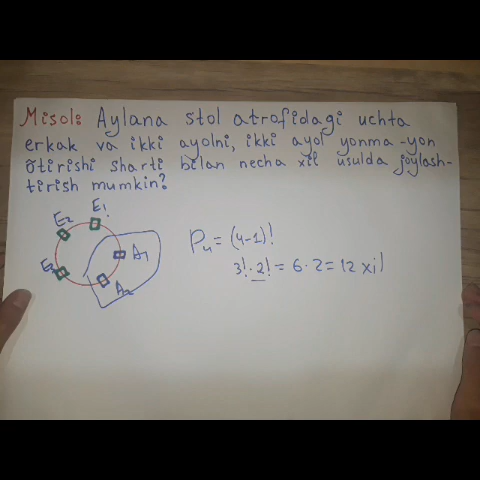 Misol: Aylana stol atrofidagi uchta
erkak va ikki ayolni, ikki ayol yonma-yon
õtirishi sharti bilan necha xil usulda joylash-
tirish mumkin?
E1
E2
E3
A1
A2
P4 = (4-1)!
3! · 2! = 6 · 2 = 12 xil